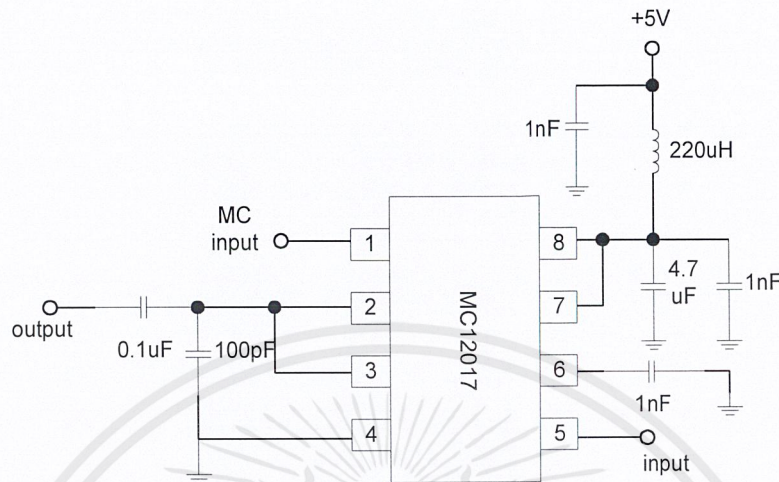 +5V
1nF
220uH
MC
input
1
8
4.7
uF
1nF
2
7
MC12017
output
0.1uF
100pF
3
6
1nF
4
5
input